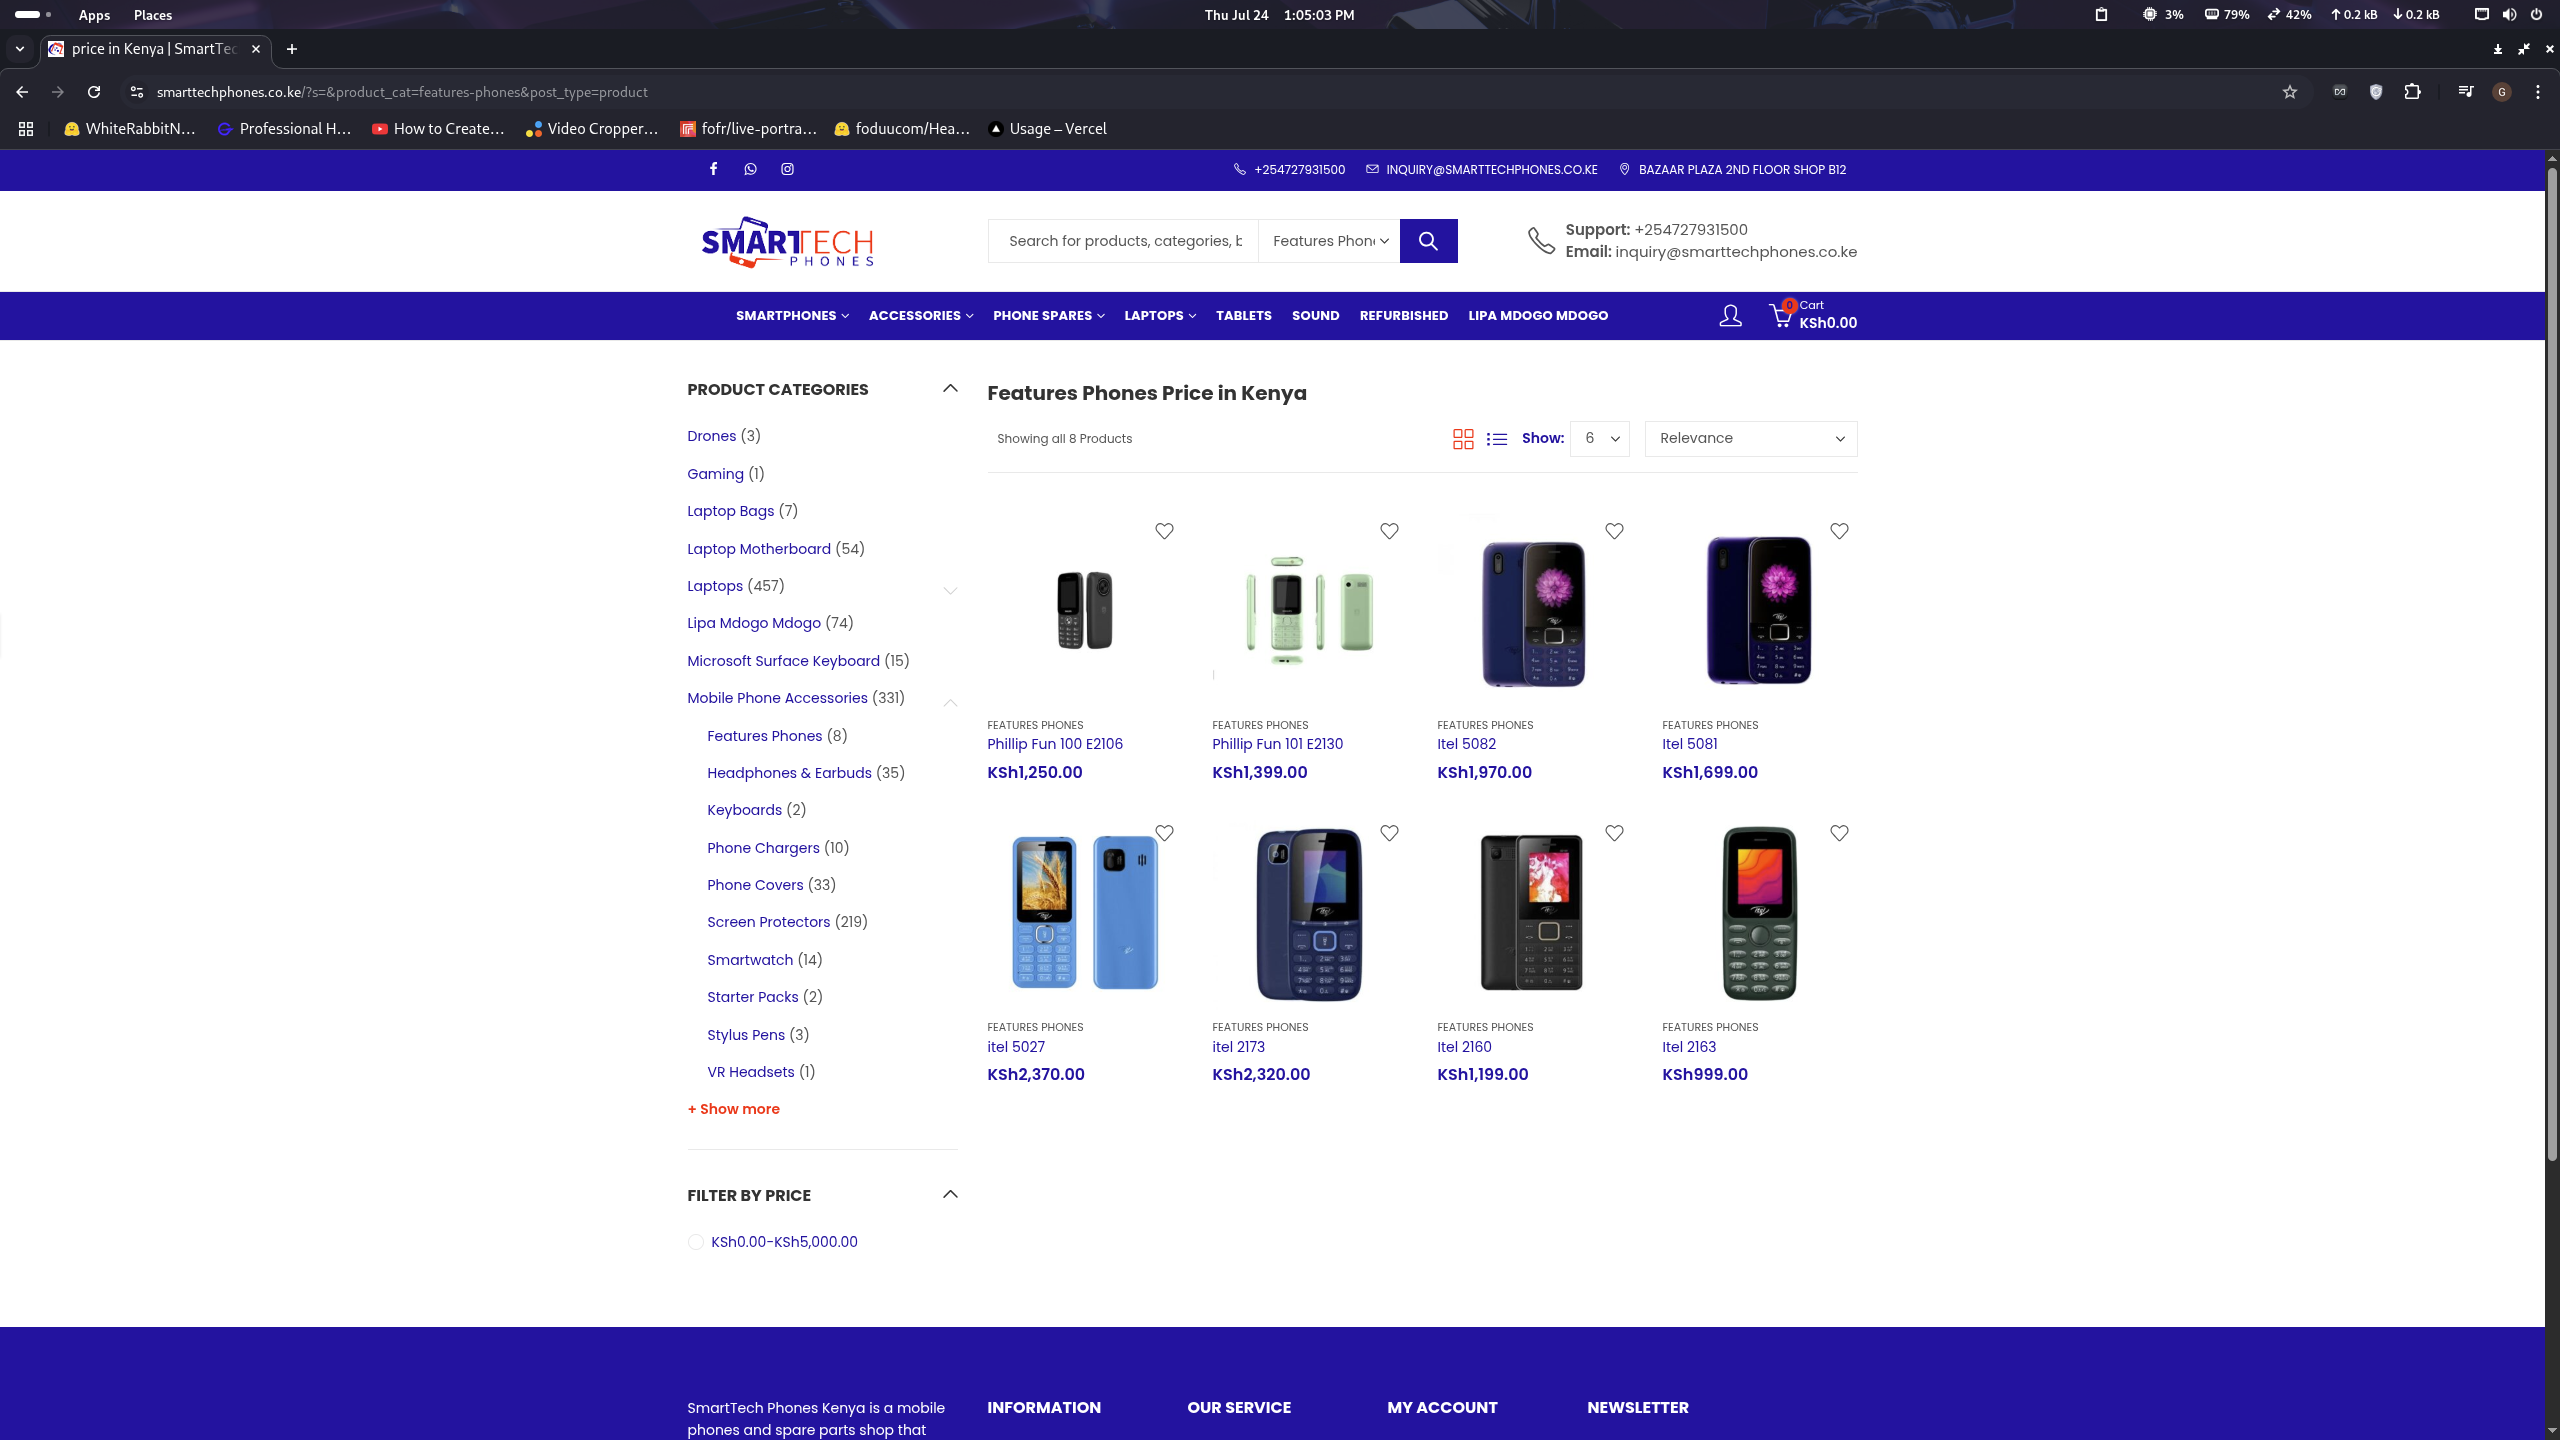 Apps Places Thu Jul 24 1:05:03 PM 3% 79% 42% 0.2 kB 0.2 kB
price in Kenya | SmartTec
smarttechphones.co.ke/?s=&product_cat=features-phones&post_type=product G
WhiteRabbitN... Professional H... How to Create... Video Cropper... fofr/live-portra... foduucom/Hea... Usage – Vercel
+254727931500 INQUIRY@SMARTTECHPHONES.CO.KE BAZAAR PLAZA 2ND FLOOR SHOP B12
SMARTTECH
PHONES
Search for products, categories, b Features Phon
Support: +254727931500
Email: inquiry@smarttechphones.co.ke
SMARTPHONES ACCESSORIES PHONE SPARES LAPTOPS TABLETS SOUND REFURBISHED LIPA MDOGO MDOGO
0 Cart
KSh0.00
PRODUCT CATEGORIES
Drones (3)
Gaming (1)
Laptop Bags (7)
Laptop Motherboard (54)
Laptops (457)
Lipa Mdogo Mdogo (74)
Microsoft Surface Keyboard (15)
Mobile Phone Accessories (331)
Features Phones (8)
Headphones & Earbuds (35)
Keyboards (2)
Phone Chargers (10)
Phone Covers (33)
Screen Protectors (219)
Smartwatch (14)
Starter Packs (2)
Stylus Pens (3)
VR Headsets (1)
+ Show more
FILTER BY PRICE
KSh0.00-KSh5,000.00
Features Phones Price in Kenya
Showing all 8 Products Show: 6 Relevance
FEATURES PHONES
Phillip Fun 100 E2106
KSh1,250.00
FEATURES PHONES
Phillip Fun 101 E2130
KSh1,399.00
FEATURES PHONES
Itel 5082
KSh1,970.00
FEATURES PHONES
Itel 5081
KSh1,699.00
FEATURES PHONES
itel 5027
KSh2,370.00
FEATURES PHONES
itel 2173
KSh2,320.00
FEATURES PHONES
Itel 2160
KSh1,199.00
FEATURES PHONES
Itel 2163
KSh999.00
SmartTech Phones Kenya is a mobile
phones and spare parts shop that
INFORMATION OUR SERVICE MY ACCOUNT NEWSLETTER